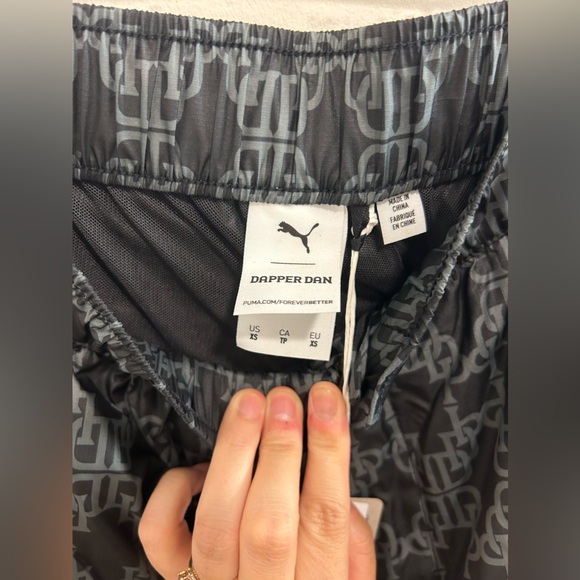 DAPPER DAN
PUMA.COM/FOREVERBETTER
US CA EU
XS TP XS
MADE IN
CHINA
FABRIQUÉ
EN CHINE